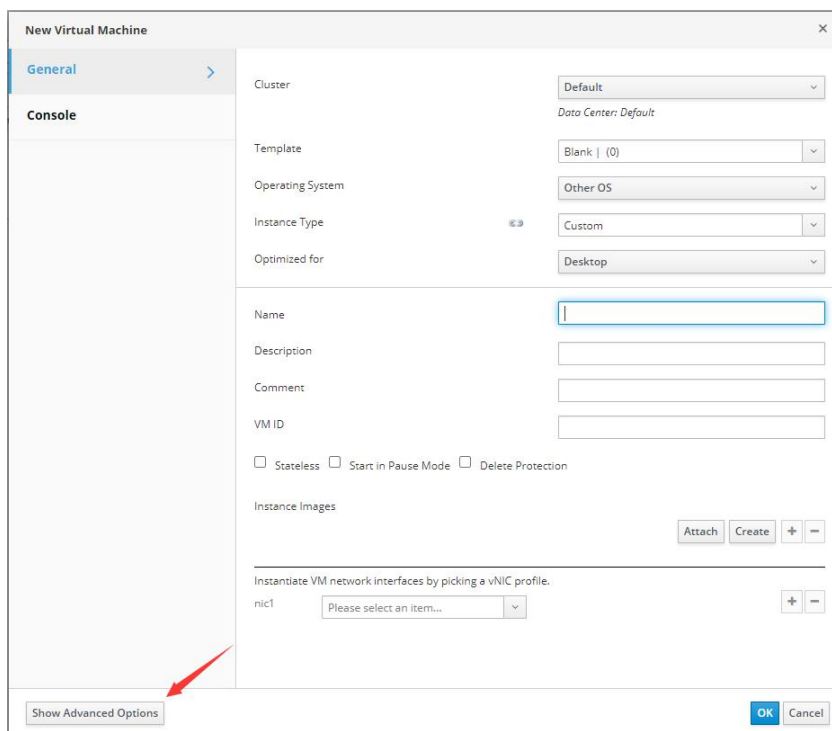 New Virtual Machine ×
General
Console
Cluster Default
Data Center: Default
Template Blank | (0)
Operating System Other OS
Instance Type Custom
Optimized for Desktop
Name
Description
Comment
VM ID
Stateless Start in Pause Mode Delete Protection
Instance Images
Attach Create + −
Instantiate VM network interfaces by picking a vNIC profile.
nic1 Please select an item... + −
Show Advanced Options OK Cancel